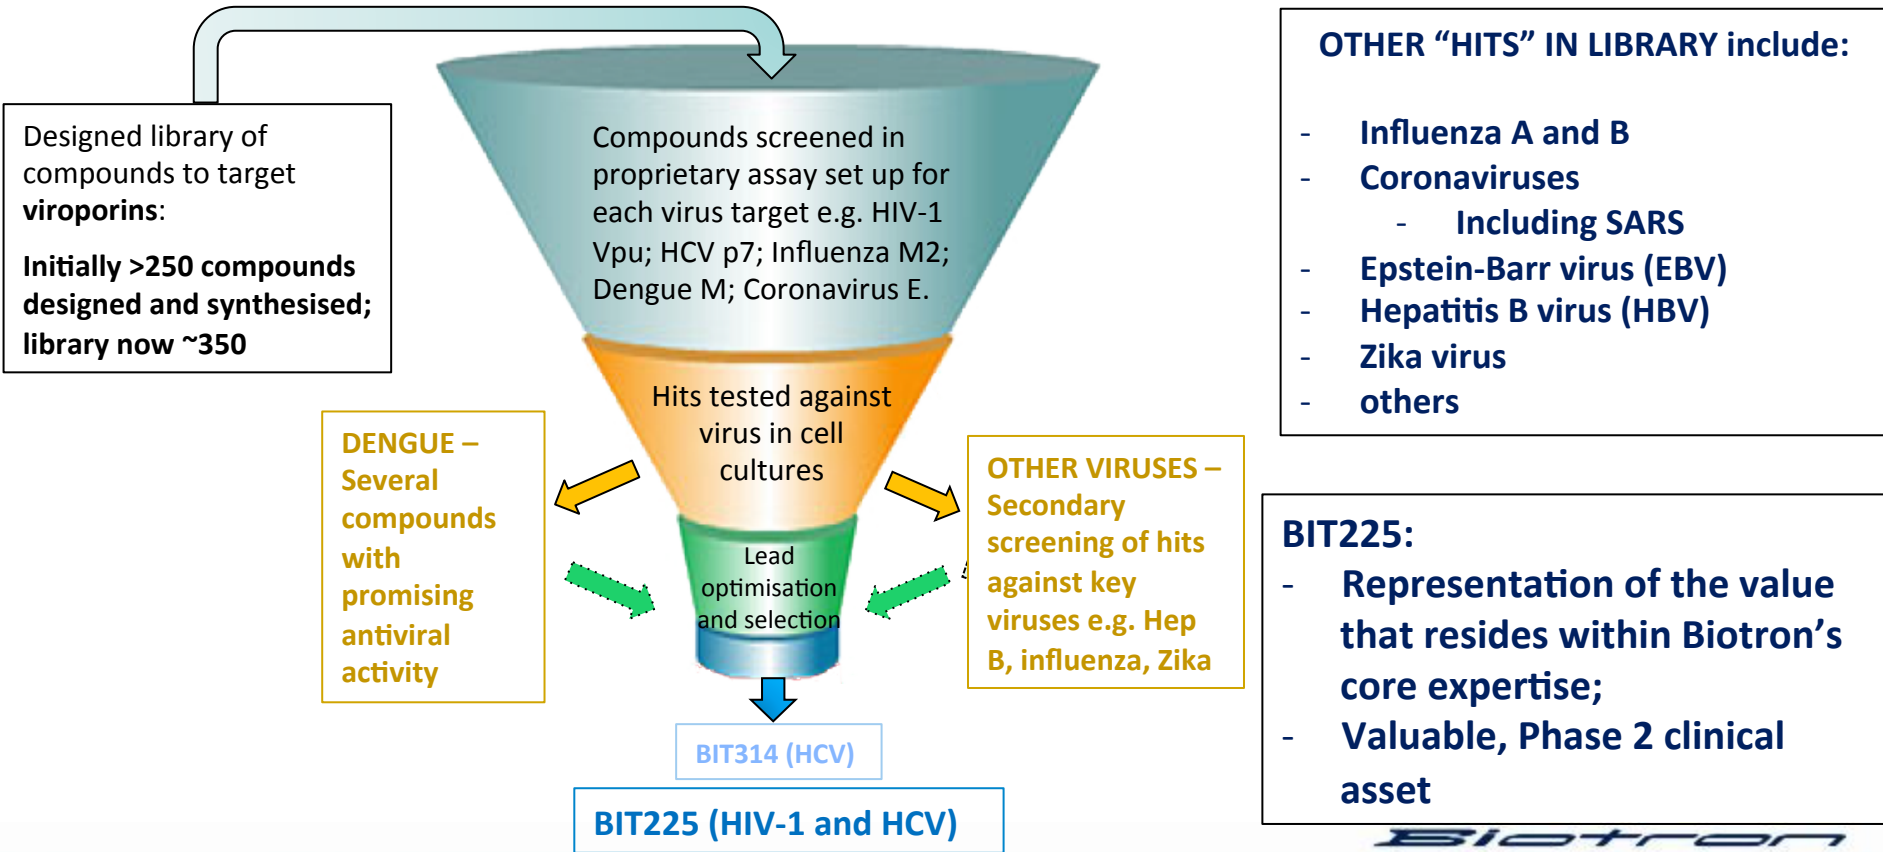 Designed library of
compounds to target
viroporins:
Initially >250 compounds
designed and synthesised;
library now ~350
Compounds screened in
proprietary assay set up for
each virus target e.g. HIV-1
Vpu; HCV p7; Influenza M2;
Dengue M; Coronavirus E.
Hits tested against
virus in cell
cultures
DENGUE –
Several
compounds
with
promising
antiviral
activity
Lead
optimisation
and selection
OTHER VIRUSES –
Secondary
screening of hits
against key
viruses e.g. Hep
B, influenza, Zika
BIT314 (HCV)
BIT225 (HIV-1 and HCV)
OTHER “HITS” IN LIBRARY include:
- Influenza A and B
- Coronaviruses
- Including SARS
- Epstein-Barr virus (EBV)
- Hepatitis B virus (HBV)
- Zika virus
- others
BIT225:
- Representation of the value
that resides within Biotron’s
core expertise;
- Valuable, Phase 2 clinical
asset
Biotron